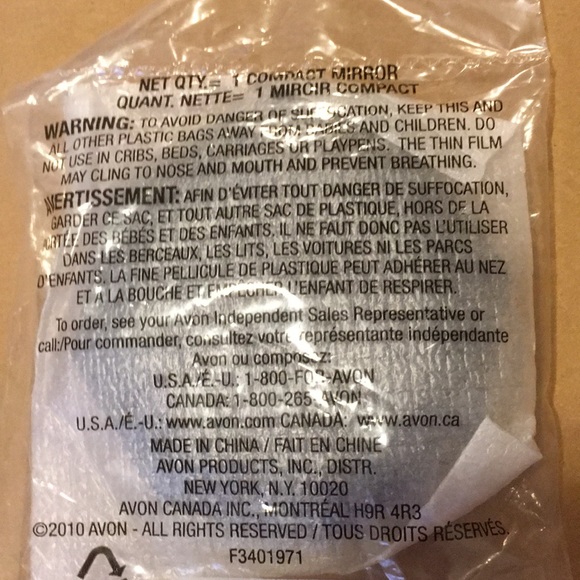 NET QTY.= 1 COMPACT MIRROR
QUANT. NETTE= 1 MIRCIR COMPACT
WARNING: TO AVOID DANGER OF SUFFOCATION, KEEP THIS AND
ALL OTHER PLASTIC BAGS AWAY FROM BABIES AND CHILDREN. DO
NOT USE IN CRIBS, BEDS, CARRIAGES OR PLAYPENS. THE THIN FILM
MAY CLING TO NOSE AND MOUTH AND PREVENT BREATHING.
AVERTISSEMENT: AFIN D'ÉVITER TOUT DANGER DE SUFFOCATION,
GARDER CE SAC, ET TOUT AUTRE SAC DE PLASTIQUE, HORS DE LA
PORTÉE DES BÉBÉS ET DES ENFANTS. IL NE FAUT DONC PAS L'UTILISER
DANS LES BERCEAUX, LES LITS, LES VOITURES NI LES PARCS
D'ENFANTS. LA FINE PELLICULE DE PLASTIQUE PEUT ADHÉRER AU NEZ
ET A LA BOUCHE ET EMPÊCHER L'ENFANT DE RESPIRER.
To order, see your Avon Independent Sales Representative or
call:/Pour commander, consultez votre représentante indépendante
Avon ou composez:
U.S.A./É.-U.: 1-800-FOR-AVON
CANADA: 1-800-265-AVON
U.S.A./É.-U.: www.avon.com CANADA: www.avon.ca
MADE IN CHINA / FAIT EN CHINE
AVON PRODUCTS, INC., DISTR.
NEW YORK, N.Y. 10020
AVON CANADA INC., MONTRÉAL H9R 4R3
©2010 AVON - ALL RIGHTS RESERVED / TOUS DROITS RÉSERVÉS.
F3401971